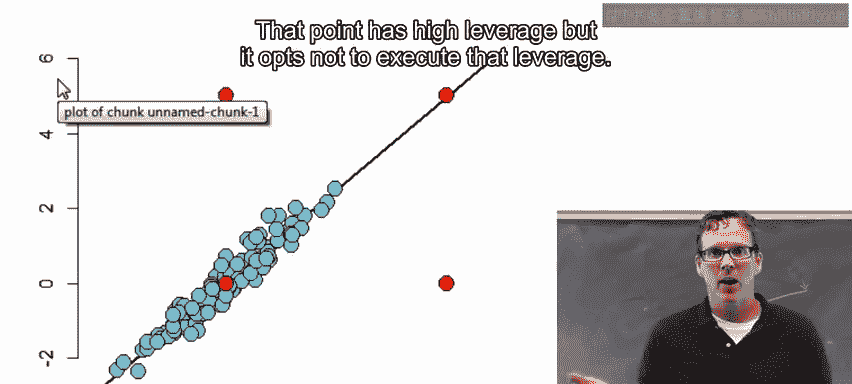 That point has high leverage but
it opts not to execute that leverage.
6
plot of chunk unnamed-chunk-1
4
2
0
-2